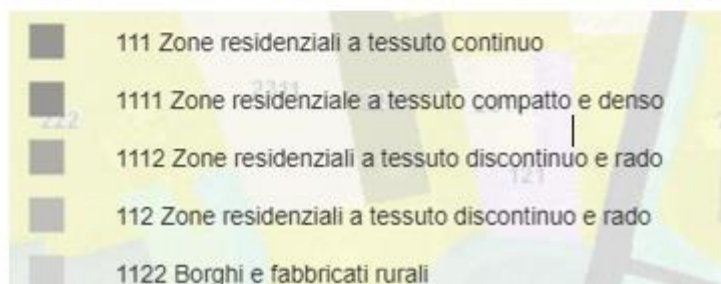 111 Zone residenziali a tessuto continuo
1111 Zone residenziale a tessuto compatto e denso
1112 Zone residenziali a tessuto discontinuo e rado
121
112 Zone residenziali a tessuto discontinuo e rado
1122 Borghi e fabbricati rurali